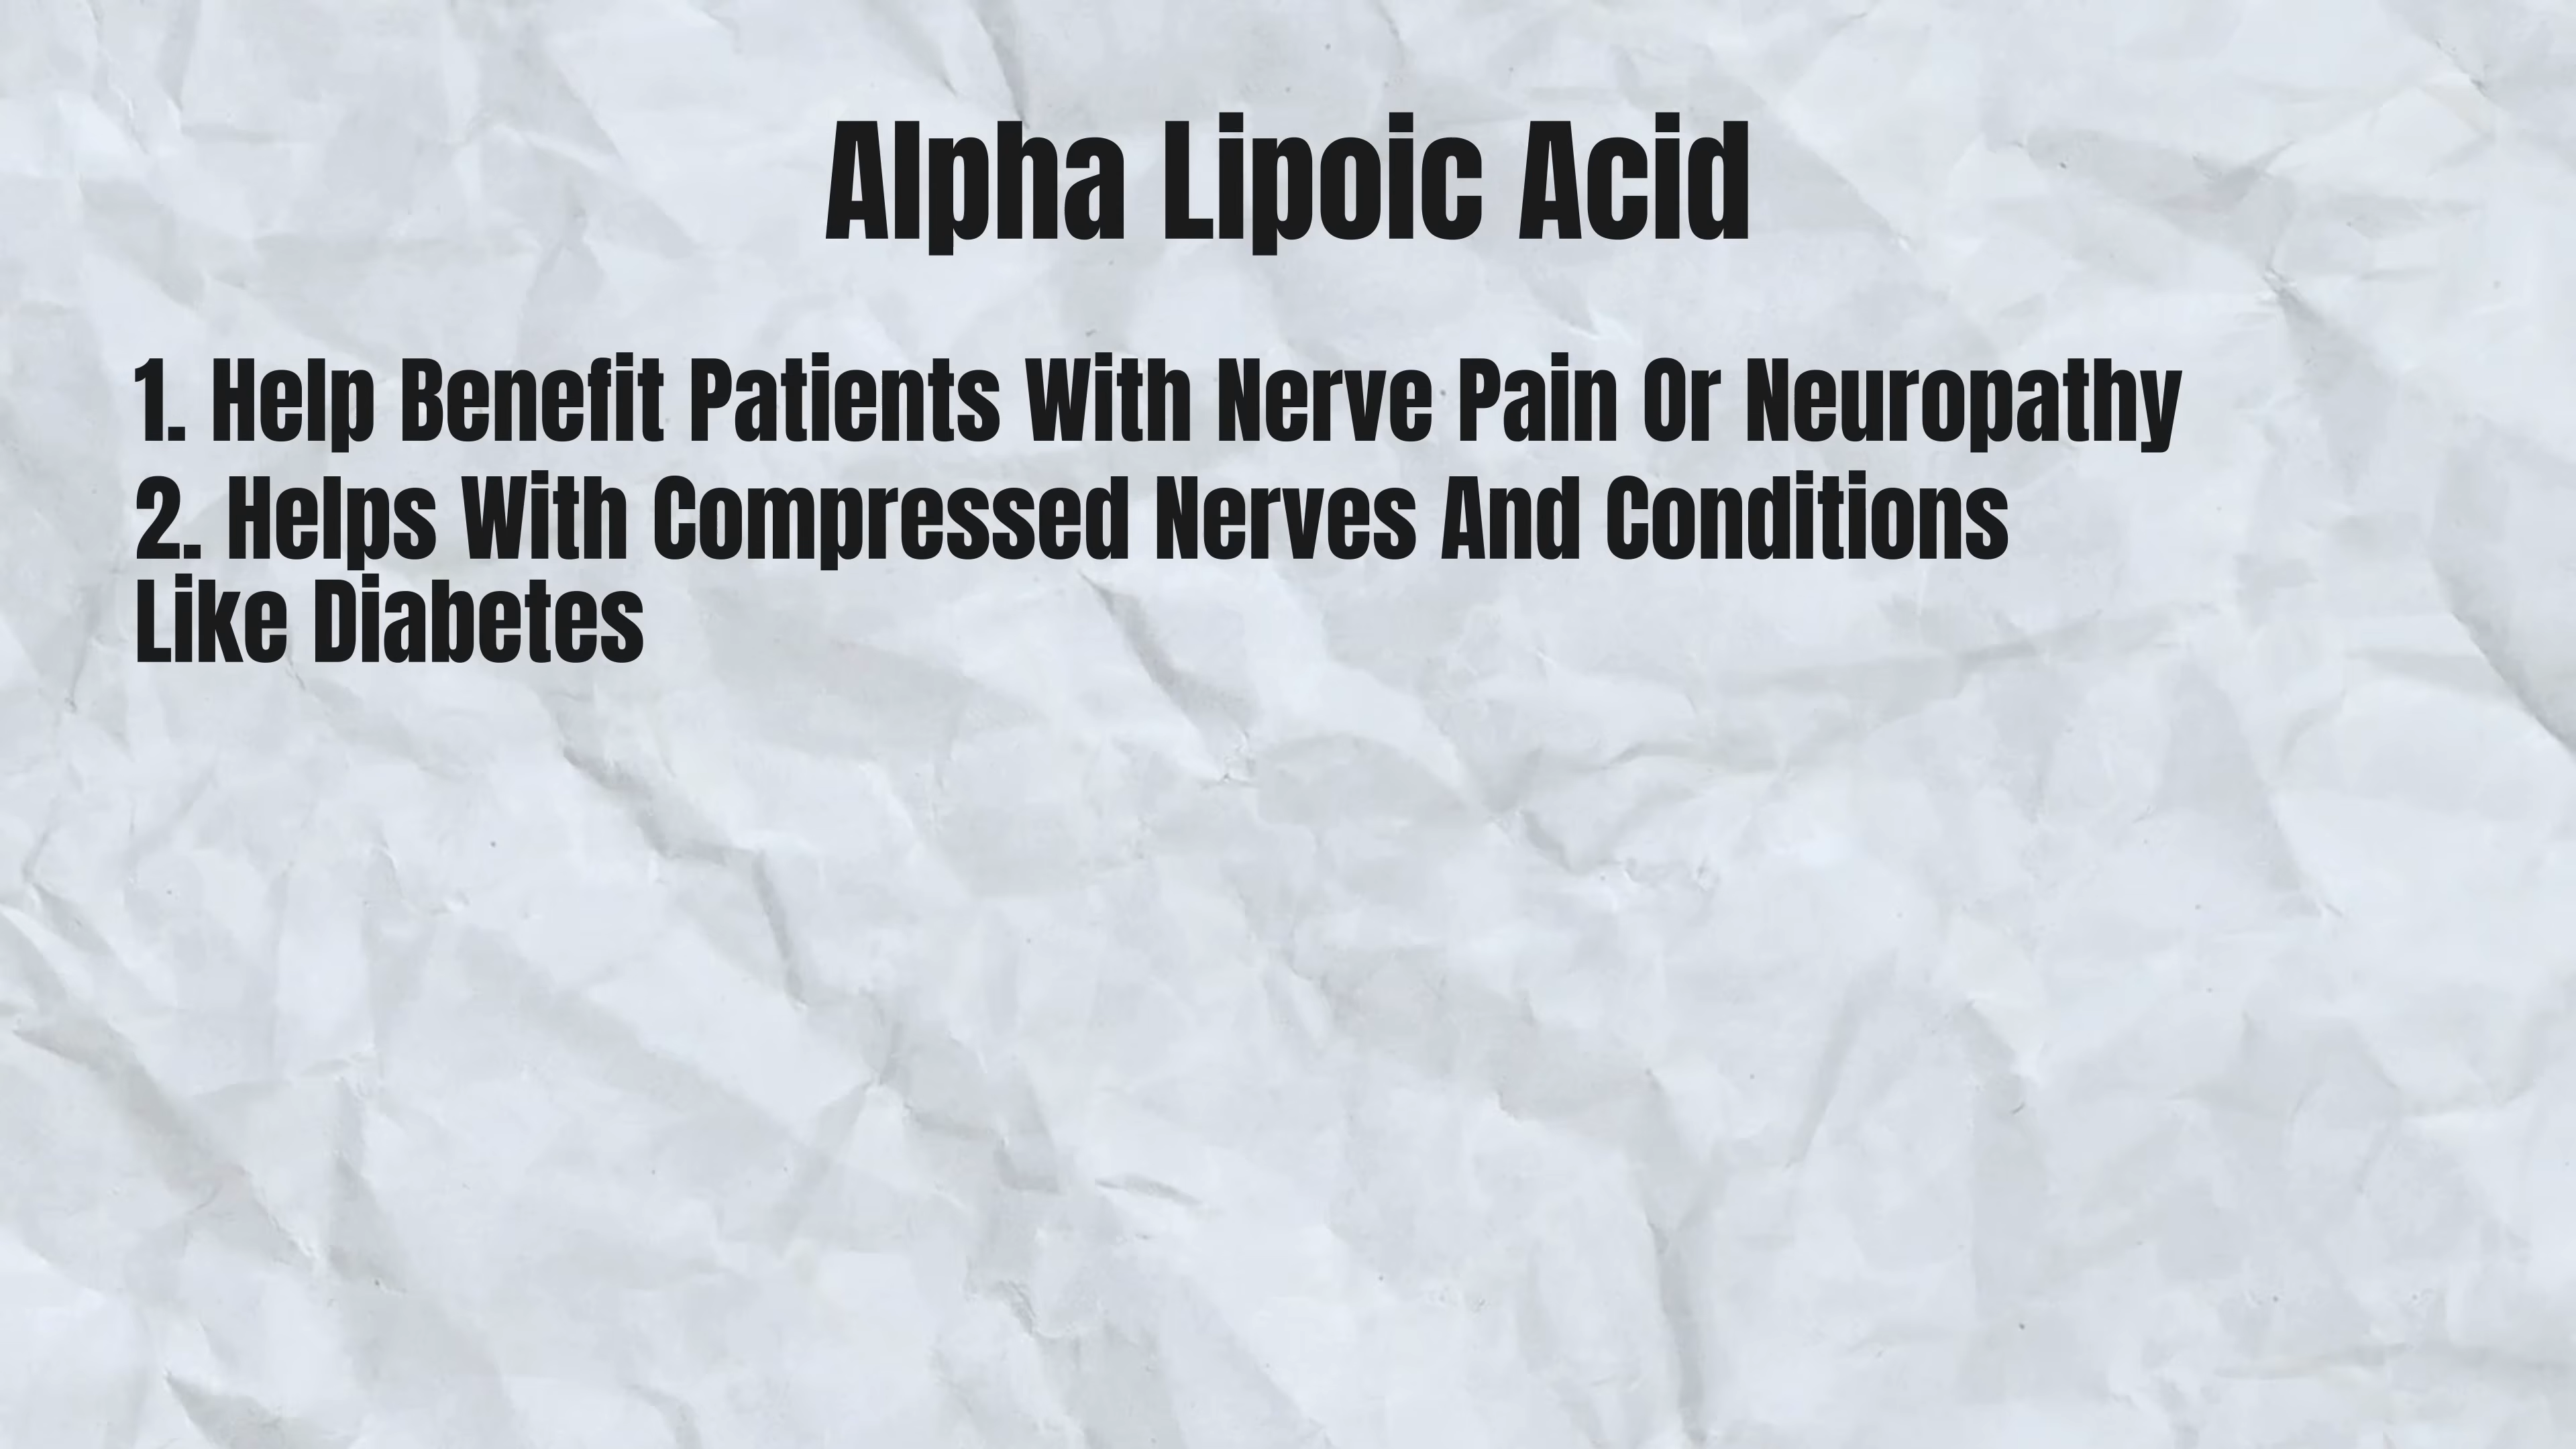 Alpha Lipoic Acid
1. Help Benefit Patients With Nerve Pain Or Neuropathy
2. Helps With Compressed Nerves And Conditions
Like Diabetes